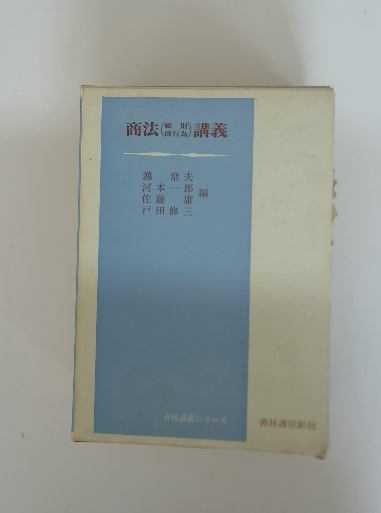 商法(総則 商行為)講義
鴻常夫
河本一郎
佐藤庸
戸田修三
編
青林講義シリーズ
青林書院新社